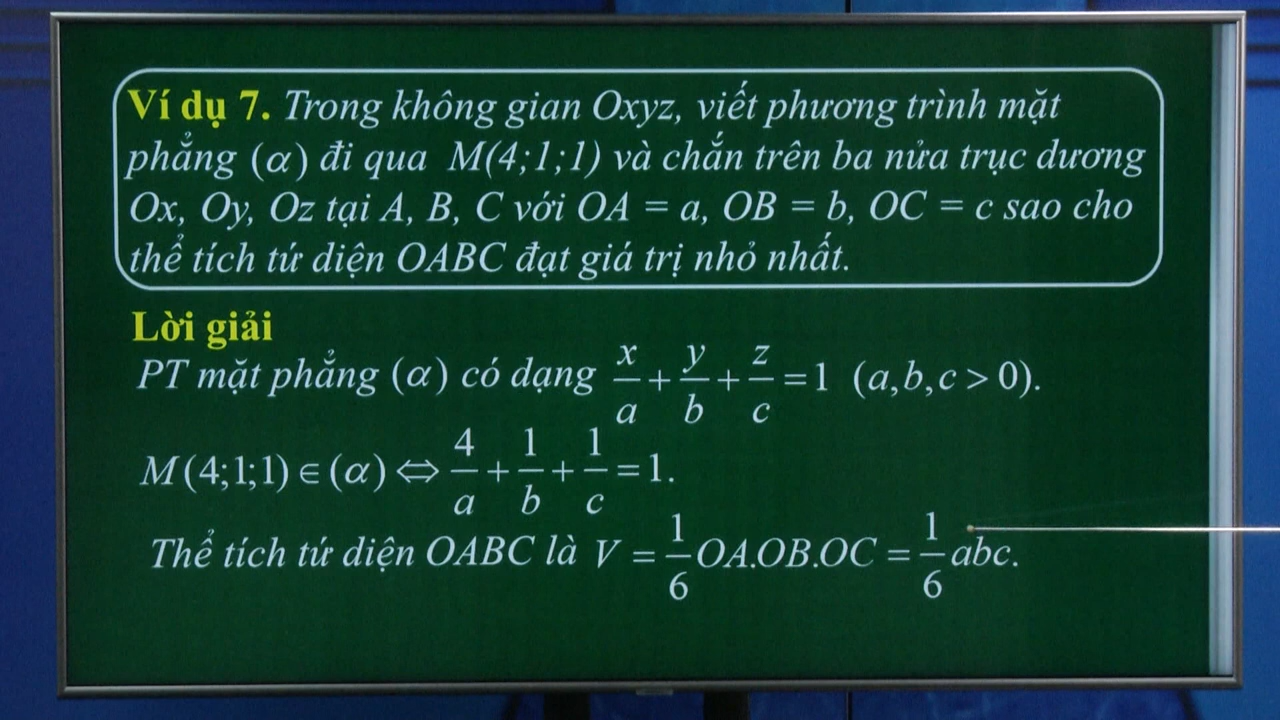 Ví dụ 7. Trong không gian Oxyz, viết phương trình mặt
phẳng (α) đi qua M(4;1;1) và chắn trên ba nửa trục dương
Ox, Oy, Oz tại A, B, C với OA = a, OB = b, OC = c sao cho
thể tích tứ diện OABC đạt giá trị nhỏ nhất.
Lời giải
PT mặt phẳng (α) có dạng x/a + y/b + z/c = 1 (a,b,c > 0).
M(4;1;1) ∈ (α) ⇔ 4/a + 1/b + 1/c = 1.
Thể tích tứ diện OABC là V = 1/6 OA.OB.OC = 1/6 abc.